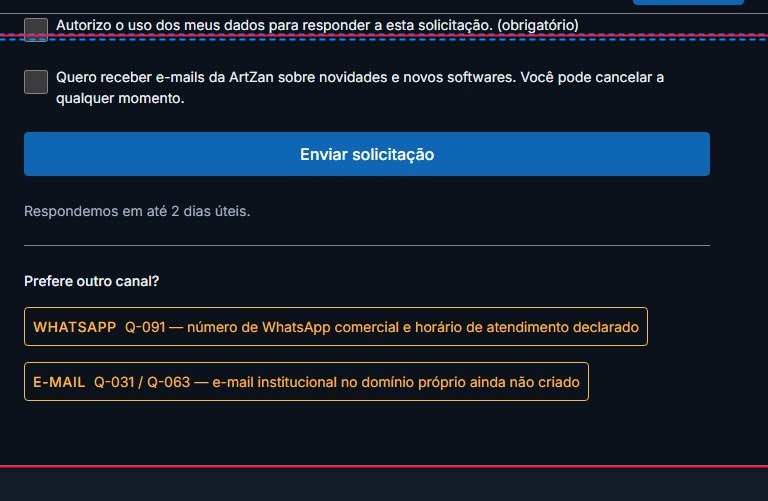 Autorizo o uso dos meus dados para responder a esta solicitação. (obrigatório)
Quero receber e-mails da ArtZan sobre novidades e novos softwares. Você pode cancelar a
qualquer momento.
Enviar solicitação
Respondemos em até 2 dias úteis.
Prefere outro canal?
WHATSAPP Q-091 — número de WhatsApp comercial e horário de atendimento declarado
E-MAIL Q-031 / Q-063 — e-mail institucional no domínio próprio ainda não criado